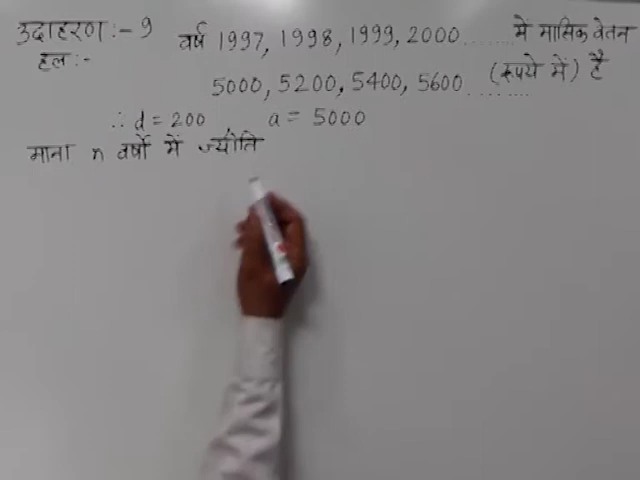 उदाहरण:- 9 वर्ष 1997, 1998, 1999, 2000........ में मासिक वेतन
हल:- 5000, 5200, 5400, 5600 ......... (रूपये में) है
∴ d = 200 a = 5000
माना n वर्षों में ज्योति